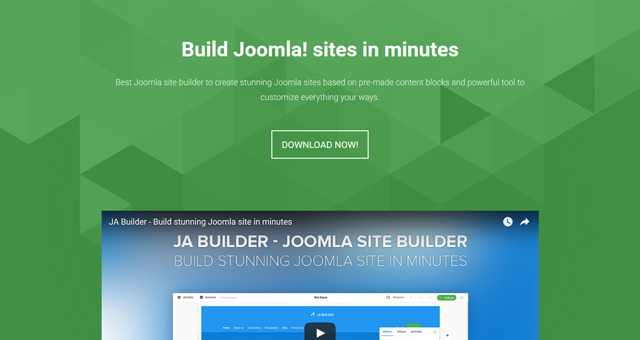 Build Joomla! sites in minutes
Best Joomla site builder to create stunning Joomla sites based on pre-made content blocks and powerful tool to
customize everything your ways.
DOWNLOAD NOW!
JA Builder - Build stunning Joomla site in minutes
JA BUILDER - JOOMLA SITE BUILDER
BUILD STUNNING JOOMLA SITE IN MINUTES
JA BUILDER